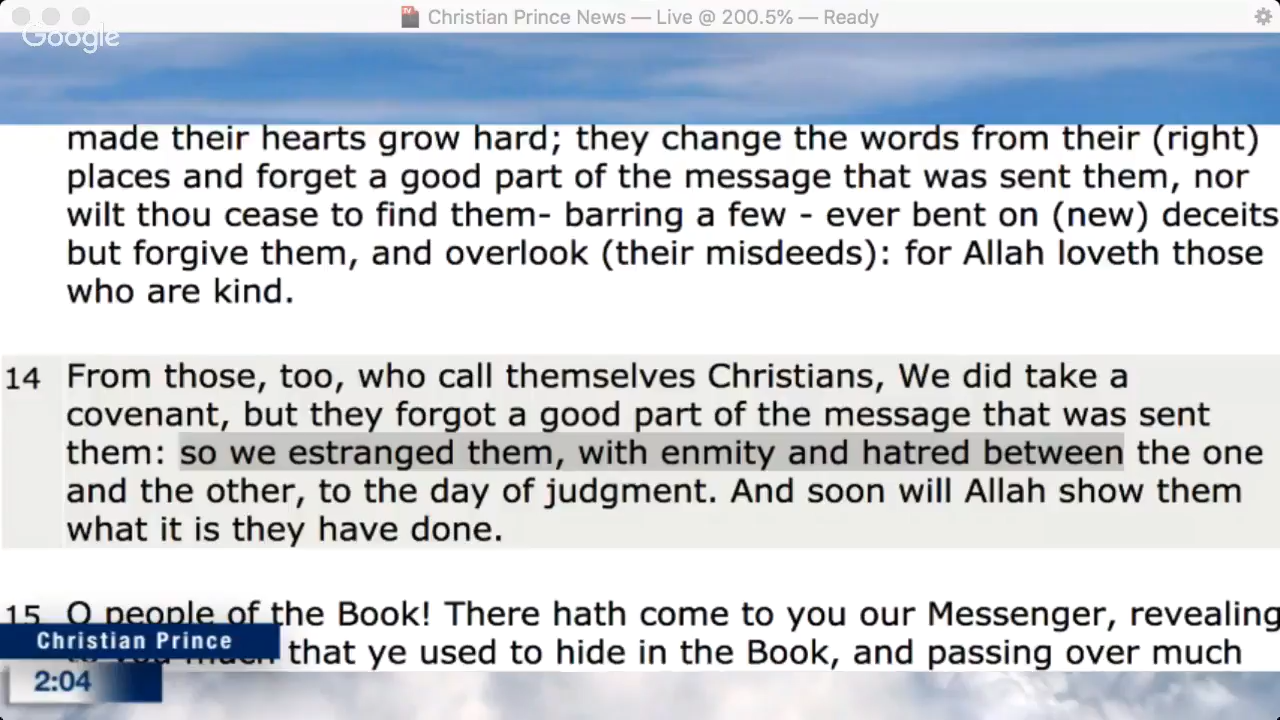 Christian Prince News — Live @ 200.5% — Ready
Google
made their hearts grow hard; they change the words from their (right)
places and forget a good part of the message that was sent them, nor
wilt thou cease to find them- barring a few - ever bent on (new) deceits
but forgive them, and overlook (their misdeeds): for Allah loveth those
who are kind.
14 From those, too, who call themselves Christians, We did take a
covenant, but they forgot a good part of the message that was sent
them: so we estranged them, with enmity and hatred between the one
and the other, to the day of judgment. And soon will Allah show them
what it is they have done.
15 O people of the Book! There hath come to you our Messenger, revealing
that ye used to hide in the Book, and passing over much
Christian Prince
2:04